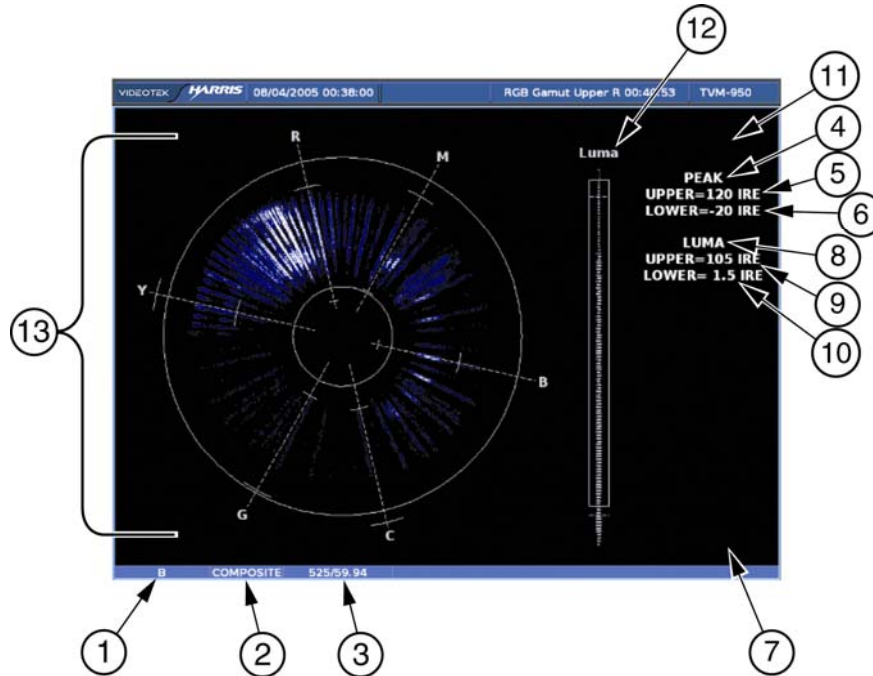 12
VIDEOTEK HARRIS 08/04/2005 00:38:00 RGB Gamut Upper R 00:40:53 TVM-950
11
Luma
4
PEAK
5
UPPER=120 IRE
LOWER=-20 IRE
6
LUMA
8
UPPER=105 IRE
9
LOWER= 1.5 IRE
10
R
M
Y
13
B
G
C
B COMPOSITE 525/59.94
1
2
3
7